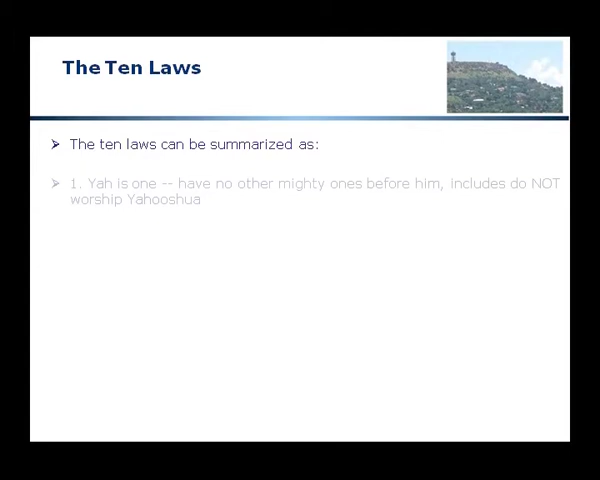 The Ten Laws
➢ The ten laws can be summarized as:
➢ 1. Yah is one -- have no other mighty ones before him, includes do NOT
worship Yahooshua